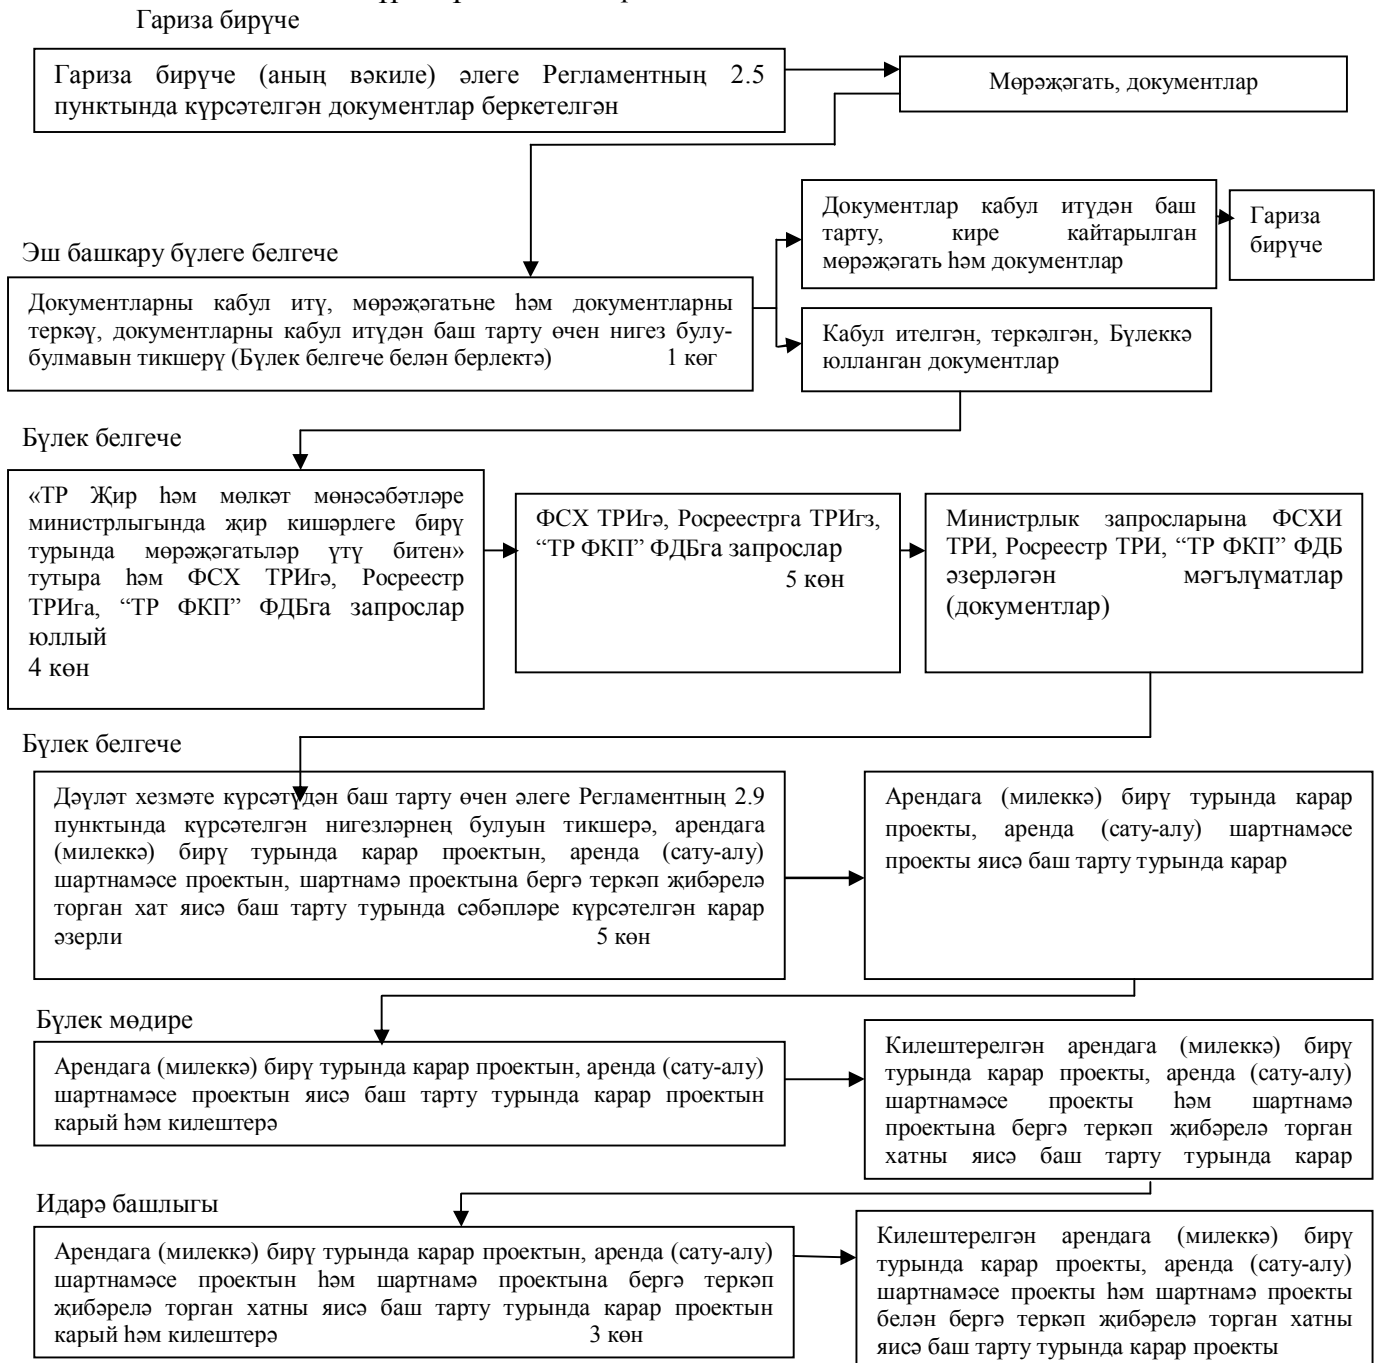 Гариза бирүче
Гариза бирүче (аның вәкиле) әлеге Регламентның 2.5
пунктында күрсәтелгән документлар беркетелгән
Мөрәҗәгать, документлар
Документлар кабул итүдән баш
тарту, кире кайтарылган
мөрәҗәгать һәм документлар
Гариза
бирүче
Эш башкару бүлеге белгече
Документларны кабул итү, мөрәҗәгатьне һәм документларны
теркәү, документларны кабул итүдән баш тарту өчен нигез булу-
булмавын тикшерү (Бүлек белгече белән берлектә) 1 көг
Кабул ителгән, теркәлгән, Бүлеккә
юлланган документлар
Бүлек белгече
«ТР Җир һәм мөлкәт мөнәсәбәтләре
министрлыгында җир кишәрлеге бирү
турында мөрәҗәгатьләр үтү битен»
тутыра һәм ФСХ ТРИгә, Росреестр
ТРИга, “ТР ФКП” ФДБга запрослар
юллый
4 көн
ФСХ ТРИгә, Росреестрга ТРИгз,
“ТР ФКП” ФДБга запрослар
5 көн
Министрлык запросларына ФСХИ
ТРИ, Росреестр ТРИ, “ТР ФКП” ФДБ
әзерләгән мәгълүматлар
(документлар)
Бүлек белгече
Дәүләт хезмәте күрсәтүдән баш тарту өчен әлеге Регламентның 2.9
пунктында күрсәтелгән нигезләрнең булуын тикшерә, арендага
(милеккә) бирү турында карар проектын, аренда (сату-алу)
шартнамәсе проектын, шартнамә проектына бергә теркәп җибәрелә
торган хат яисә баш тарту турында сәбәпләре күрсәтелгән карар
әзерли 5 көн
Арендага (милеккә) бирү турында карар
проекты, аренда (сату-алу) шартнамәсе
проекты яисә баш тарту турында карар
Бүлек мөдире
Арендага (милеккә) бирү турында карар проектын, аренда (сату-алу)
шартнамәсе проектын яисә баш тарту турында карар проектын
карый һәм килештерә
Килештерелгән арендага (милеккә) бирү
турында карар проекты, аренда (сату-алу)
шартнамәсе проекты һәм шартнамә
проектына бергә теркәп җибәрелә торган
хатны яисә баш тарту турында карар
Идарә башлыгы
Арендага (милеккә) бирү турында карар проектын, аренда (сату-алу)
шартнамәсе проектын һәм шартнамә проектына бергә теркәп
җибәрелә торган хатны яисә баш тарту турында карар проектын
карый һәм килештерә 3 көн
Килештерелгән арендага (милеккә) бирү
турында карар проекты, аренда (сату-алу)
шартнамәсе проекты һәм шартнамә проекты
белән бергә теркәп җибәрелә торган хатны
яисә баш тарту турында карар проекты